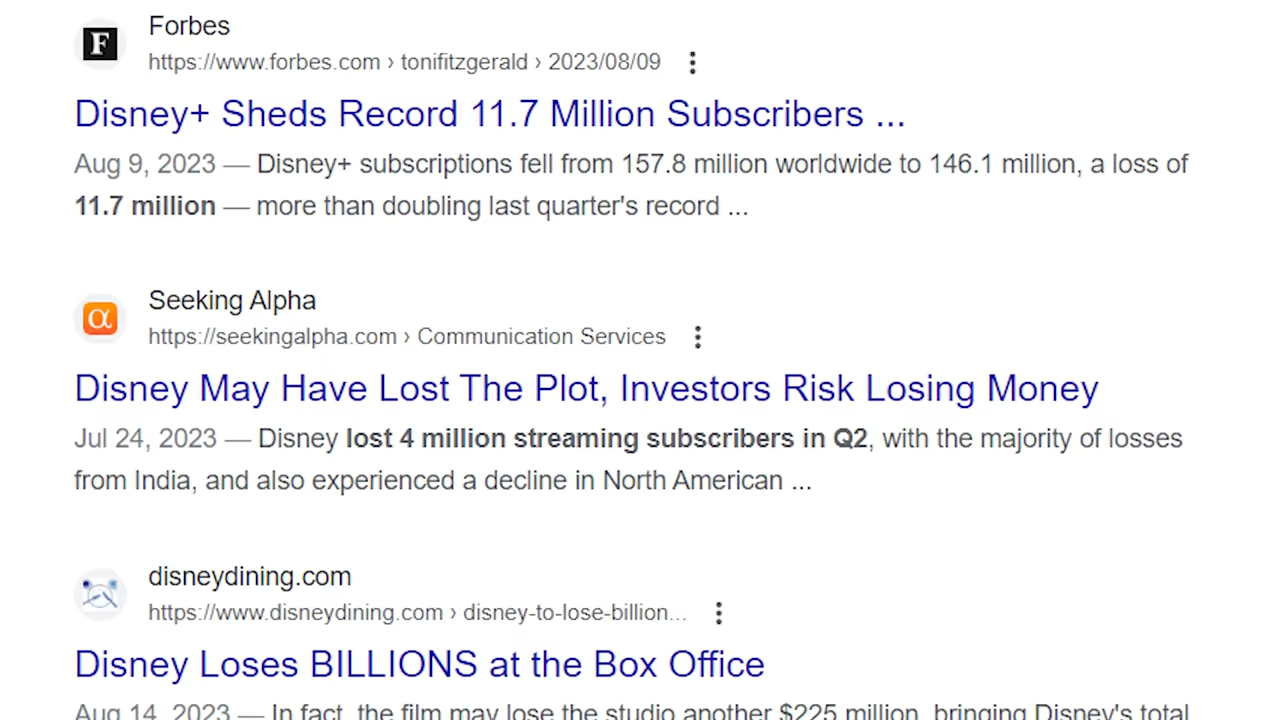 Forbes
https://www.forbes.com › tonifitzgerald › 2023/08/09
Disney+ Sheds Record 11.7 Million Subscribers ...
Aug 9, 2023 — Disney+ subscriptions fell from 157.8 million worldwide to 146.1 million, a loss of
11.7 million — more than doubling last quarter's record ...
Seeking Alpha
https://seekingalpha.com › Communication Services
Disney May Have Lost The Plot, Investors Risk Losing Money
Jul 24, 2023 — Disney lost 4 million streaming subscribers in Q2, with the majority of losses
from India, and also experienced a decline in North American ...
disneydining.com
https://www.disneydining.com › disney-to-lose-billion...
Disney Loses BILLIONS at the Box Office
Aug 14, 2023 — In fact, the film may lose the studio another $225 million, bringing Disney's total